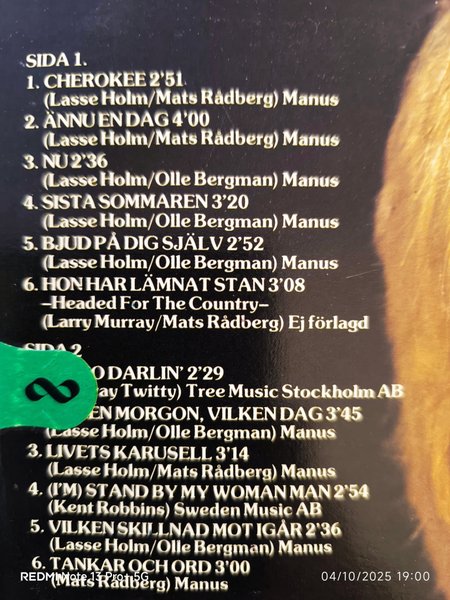 SIDA 1.
1. CHEROKEE 2'51
(Lasse Holm/Mats Rådberg) Manus
2. ÄNNU EN DAG 4'00
(Lasse Holm/Mats Rådberg) Manus
3. NU 2'36
(Lasse Holm/Olle Bergman) Manus
4. SISTA SOMMAREN 3'20
(Lasse Holm/Olle Bergman) Manus
5. BJUD PÅ DIG SJÄLV 2'52
(Lasse Holm/Olle Bergman) Manus
6. HON HAR LÄMNAT STAN 3'08
–Headed For The Country–
(Larry Murray/Mats Rådberg) Ej förlagd
SIDA 2
DARLIN' 2'29
Twitty) Tree Music Stockholm AB
MORGON, VILKEN DAG 3'45
(Lasse Holm/Olle Bergman) Manus
3. LIVETS KARUSELL 3'14
(Lasse Holm/Mats Rådberg) Manus
4. (I'M) STAND BY MY WOMAN MAN 2'54
(Kent Robbins) Sweden Music AB
5. VILKEN SKILLNAD MOT IGÅR 2'36
(Lasse Holm/Olle Bergman) Manus
6. TANKAR OCH ORD 3'00
(Mats Rådberg) Manus
REDMI Note 13 Pro+ 5G
04/10/2025 19:00